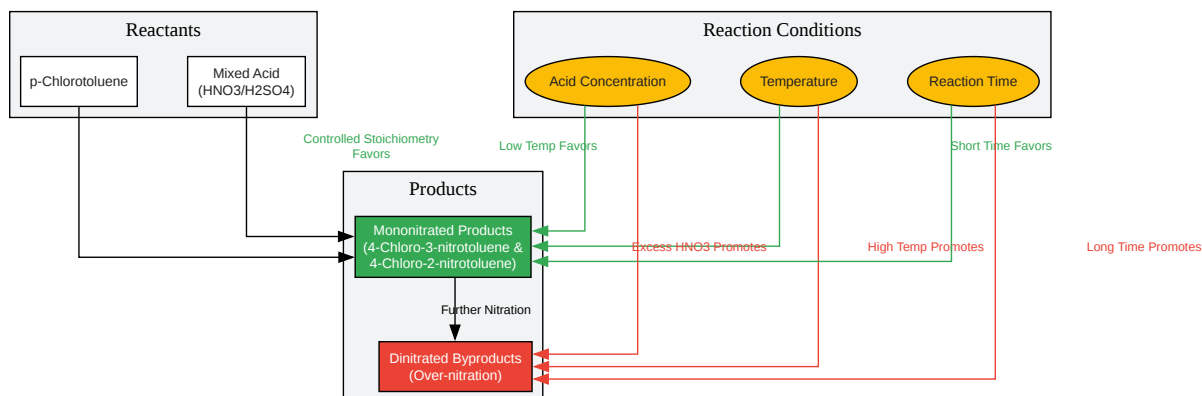 Reactants
Reaction Conditions
p-Chlorotoluene
Mixed Acid
(HNO3/H2SO4)
Acid Concentration
Temperature
Reaction Time
Controlled Stoichiometry
Favors
Low Temp Favors
Short Time Favors
Products
Mononitrated Products
(4-Chloro-3-nitrotoluene &
4-Chloro-2-nitrotoluene)
Excess HNO3 Promotes
High Temp Promotes
Long Time Promotes
Further Nitration
Dinitrated Byproducts
(Over-nitration)